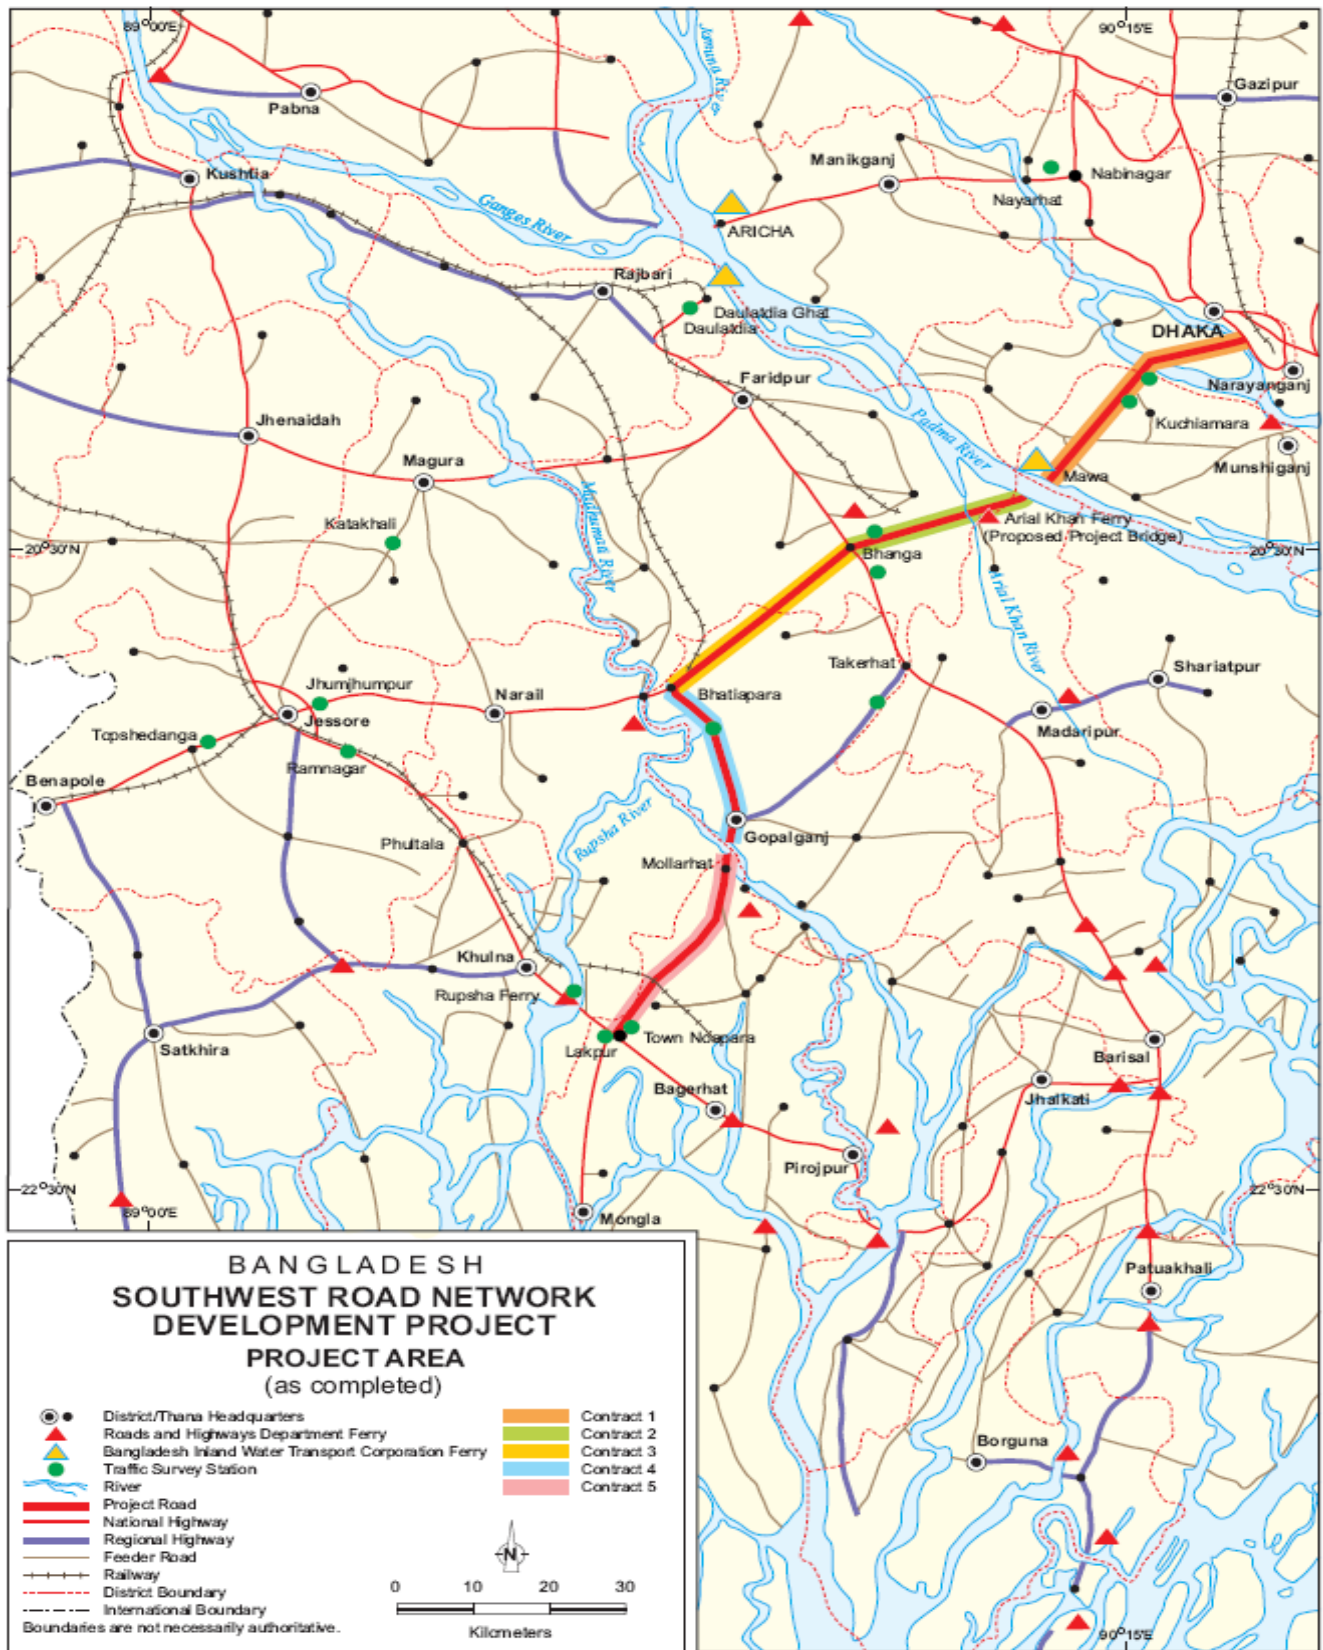 89°00'E
90°15'E
Jamuna River
Gazipur
Pabna
Manikganj
Kushtia
Nabinagar
Nayarhat
Ganges River
ARICHA
Rajbari
Daulatdia Ghat
Daulatdia
DHAKA
Faridpur
Narayanganj
Jhenaidah
Padma River
Kuchiamara
Magura
Munshiganj
Mawa
Madhumati River
Katakhali
Arial Khan Ferry
(Proposed Project Bridge)
20°30'N
Bhanga
20°30'N
Arial Khan River
Takerhat
Shariatpur
Jhumjhumpur
Narail
Bhatiapara
Jessore
Topshedanga
Madaripur
Ramnagar
Benapole
Rupsha River
Gopalganj
Phultala
Mollarhat
Khulna
Rupsha Ferry
Town Noapara
Lakpur
Satkhira
Barisal
Bagerhat
Jhalkati
Pirojpur
22°30'N
22°30'N
89°00'E
Mongla
Patuakhali
Borguna
90°15'E
BANGLADESH
SOUTHWEST ROAD NETWORK
DEVELOPMENT PROJECT
PROJECT AREA
(as completed)
District/Thana Headquarters
Roads and Highways Department Ferry
Bangladesh Inland Water Transport Corporation Ferry
Traffic Survey Station
River
Project Road
National Highway
Regional Highway
Feeder Road
Railway
District Boundary
International Boundary
Boundaries are not necessarily authoritative.
Contract 1
Contract 2
Contract 3
Contract 4
Contract 5
N
0 10 20 30
Kilometers